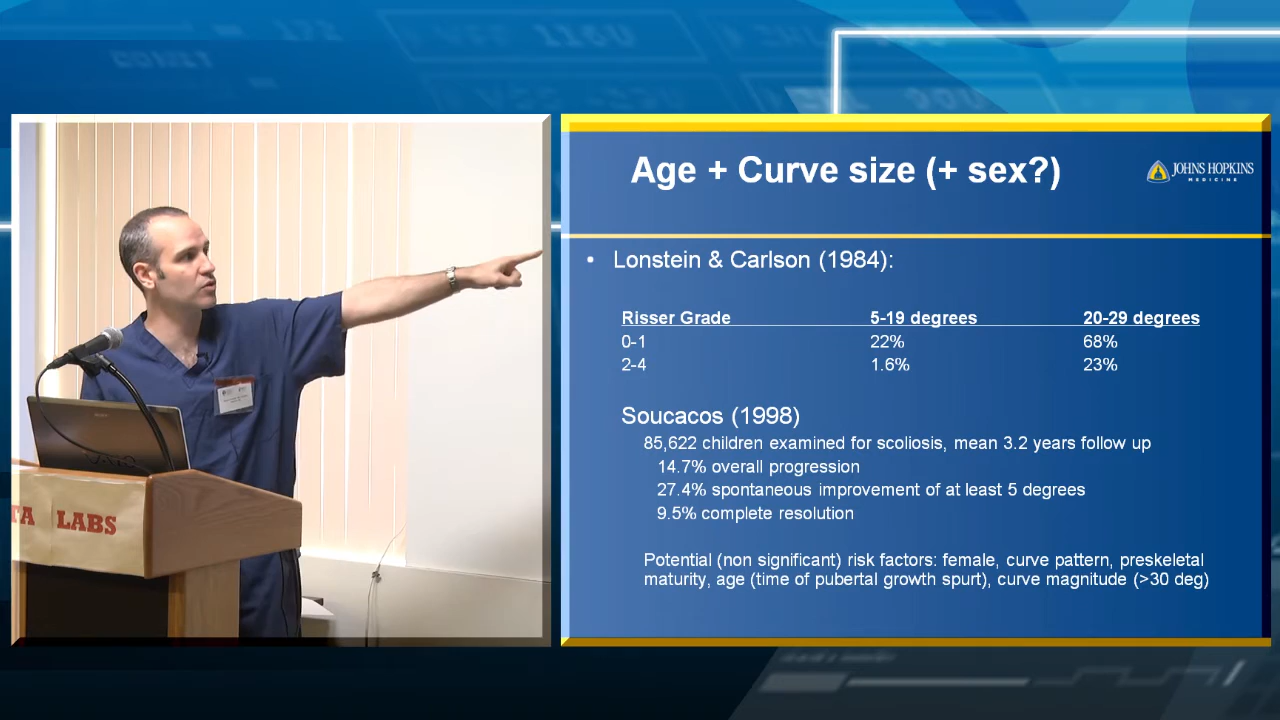 Age + Curve size (+ sex?)
JOHNS HOPKINS
MEDICINE
• Lonstein & Carlson (1984):
Risser Grade 5-19 degrees 20-29 degrees
0-1 22% 68%
2-4 1.6% 23%
Soucacos (1998)
85,622 children examined for scoliosis, mean 3.2 years follow up
14.7% overall progression
27.4% spontaneous improvement of at least 5 degrees
9.5% complete resolution
Potential (non significant) risk factors: female, curve pattern, preskeletal
maturity, age (time of pubertal growth spurt), curve magnitude (>30 deg)
SONY
VAIO
TA LABS